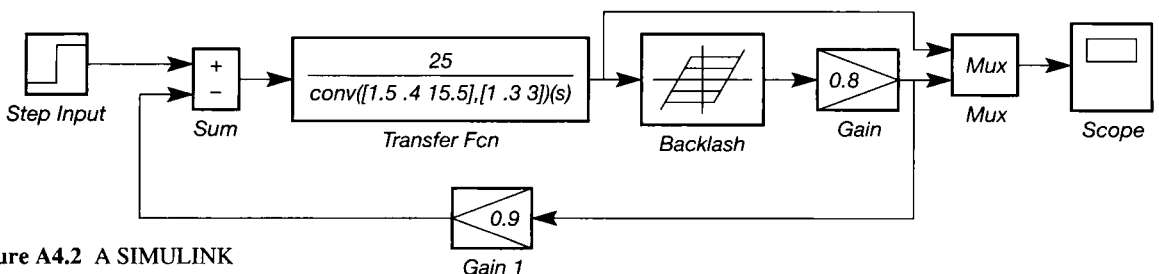 Step Input
+
−
Sum
25
conv([1.5 .4 15.5],[1 .3 3])(s)
Transfer Fcn
Backlash
0.8
Gain
Mux
Mux
Scope
0.9
Gain 1
ure A4.2 A SIMULINK